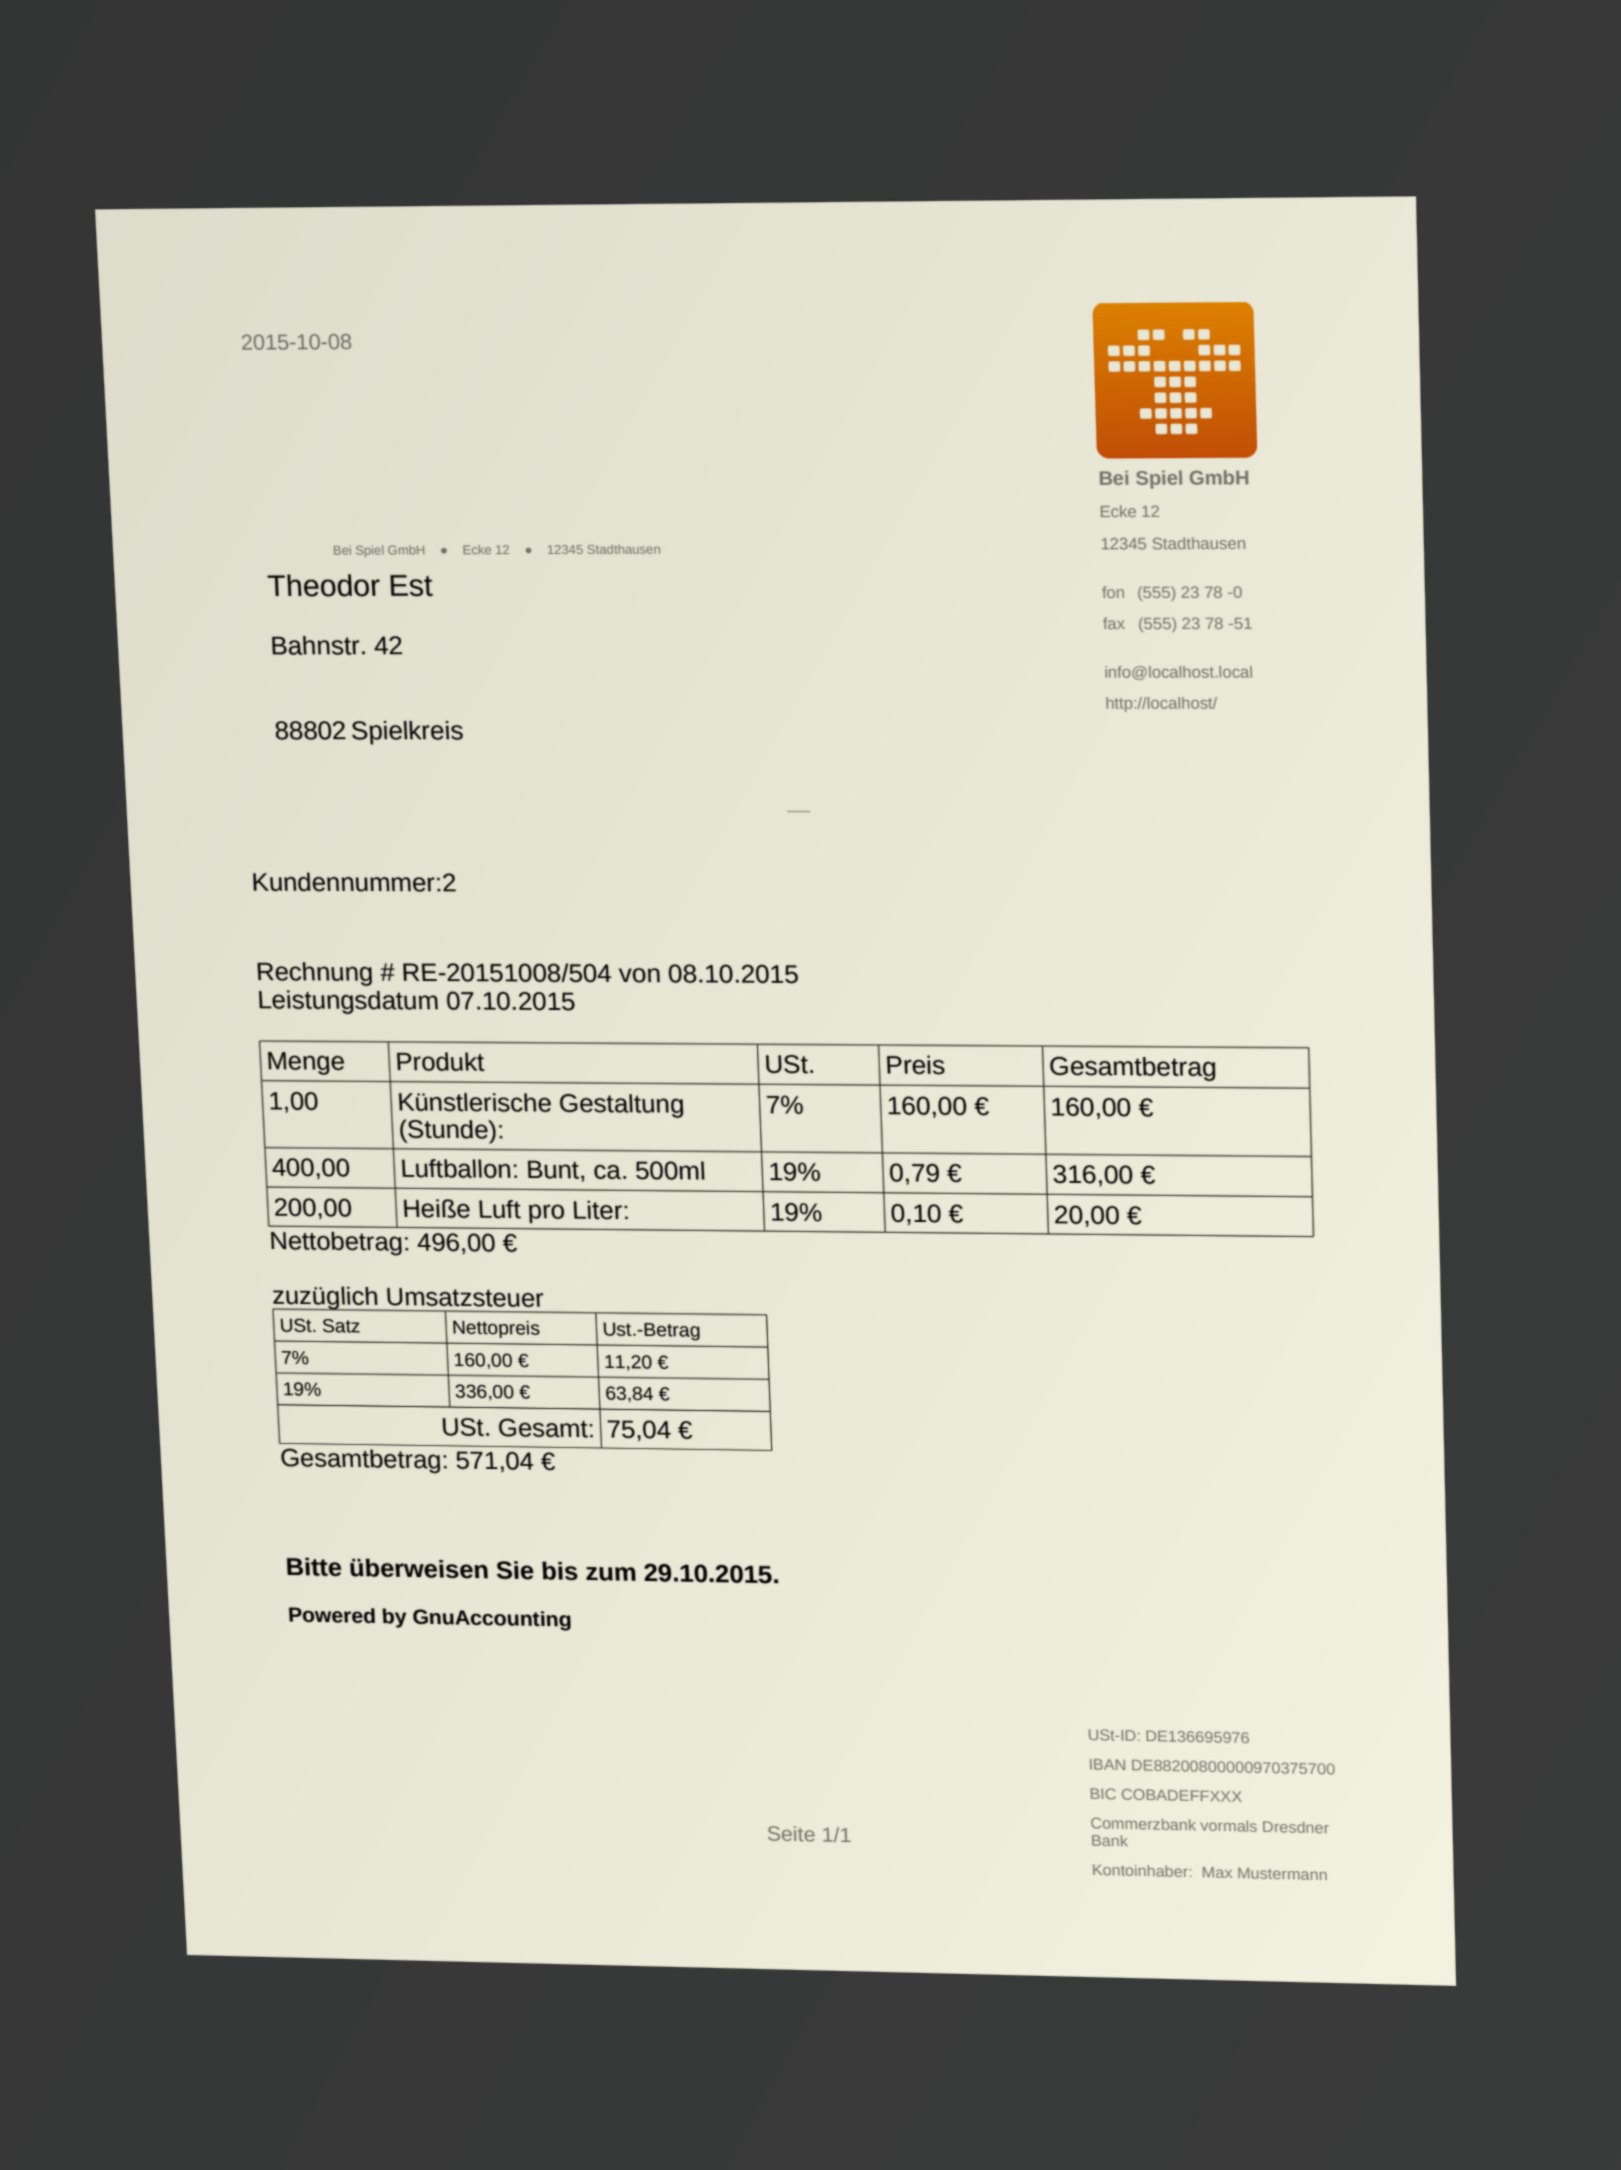 2015-10-08
Bei Spiel GmbH
Ecke 12
12345 Stadthausen
fon (555) 23 78 -0
fax (555) 23 78 -51
info@localhost.local
http://localhost/
Bei Spiel GmbH ● Ecke 12 ● 12345 Stadthausen
Theodor Est
Bahnstr. 42
88802 Spielkreis
Kundennummer:2
Rechnung # RE-20151008/504 von 08.10.2015
Leistungsdatum 07.10.2015
Menge Produkt USt. Preis Gesamtbetrag
1,00 Künstlerische Gestaltung 7% 160,00 € 160,00 €
(Stunde):
400,00 Luftballon: Bunt, ca. 500ml 19% 0,79 € 316,00 €
200,00 Heiße Luft pro Liter: 19% 0,10 € 20,00 €
Nettobetrag: 496,00 €
zuzüglich Umsatzsteuer
USt. Satz Nettopreis Ust.-Betrag
7% 160,00 € 11,20 €
19% 336,00 € 63,84 €
USt. Gesamt: 75,04 €
Gesamtbetrag: 571,04 €
Bitte überweisen Sie bis zum 29.10.2015.
Powered by GnuAccounting
USt-ID: DE136695976
IBAN DE88200800000970375700
BIC COBADEFFXXX
Commerzbank vormals Dresdner
Bank
Kontoinhaber: Max Mustermann
Seite 1/1